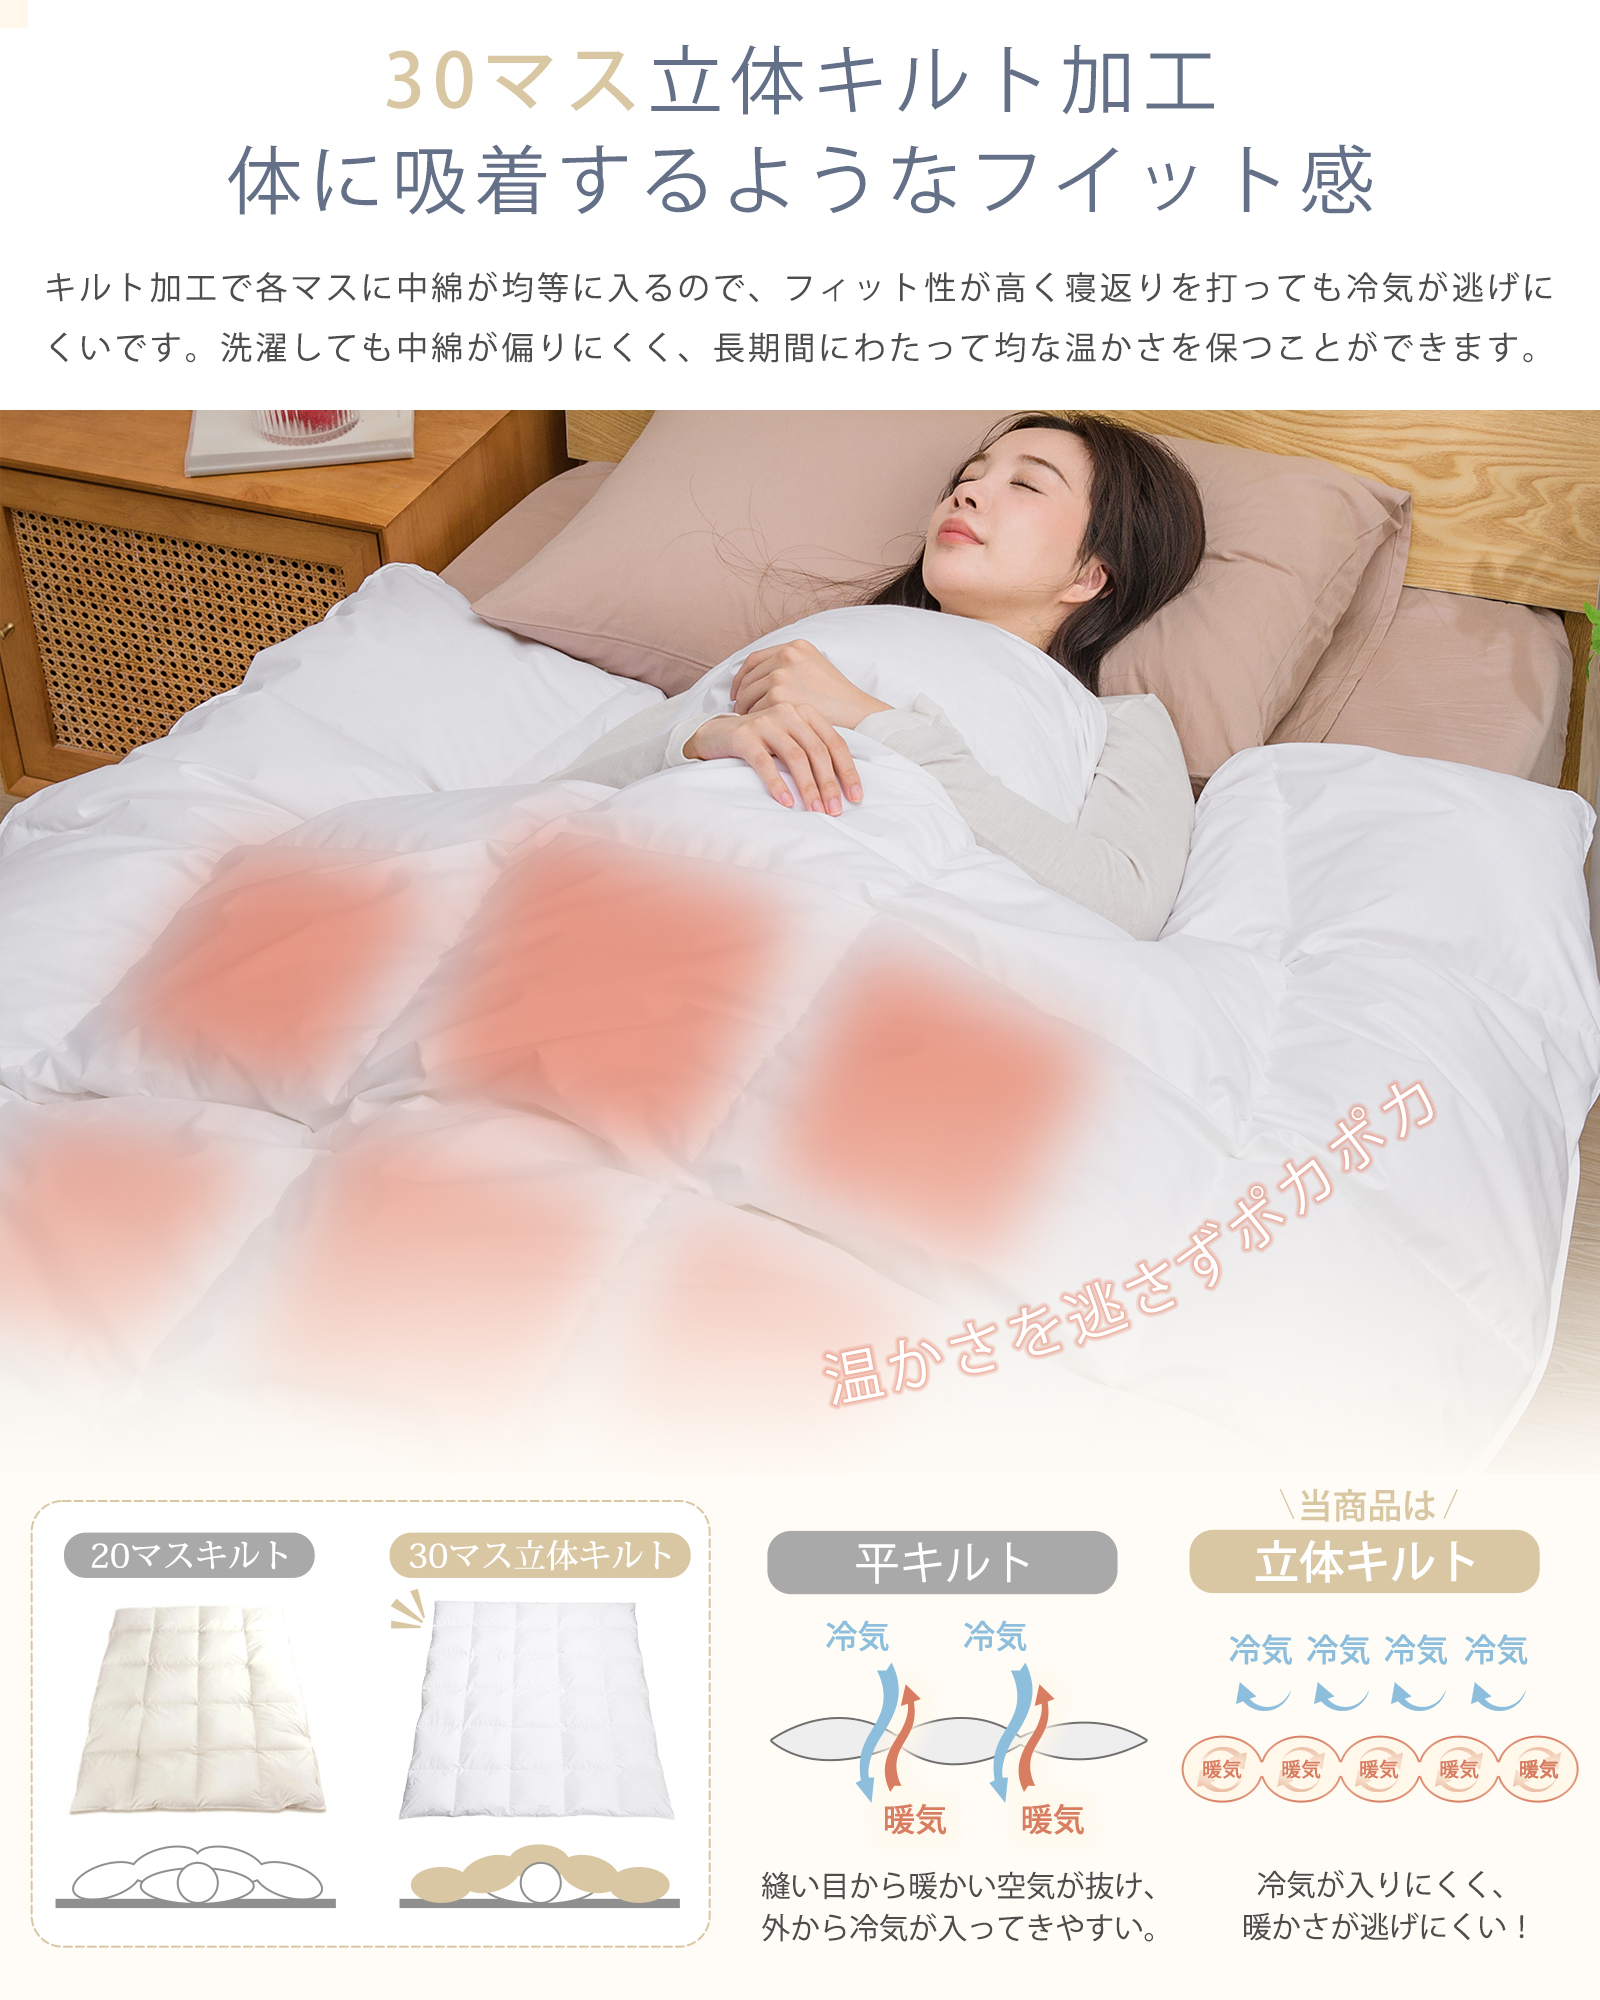 30マス立体キルト加工
体に吸着するようなフイット感
キルト加工で各マスに中綿が均等に入るので、フィット性が高く寝返りを打っても冷気が逃げに
くいです。洗濯しても中綿が偏りにくく、長期間にわたって均な温かさを保つことができます。
温かさを逃さずポカポカ
20マスキルト
30マス立体キルト
平キルト
冷気 冷気
暖気 暖気
縫い目から暖かい空気が抜け、
外から冷気が入ってきやすい。
\当商品は/
立体キルト
冷気 冷気 冷気 冷気
暖気 暖気 暖気 暖気 暖気
冷気が入りにくく、
暖かさが逃げにくい！